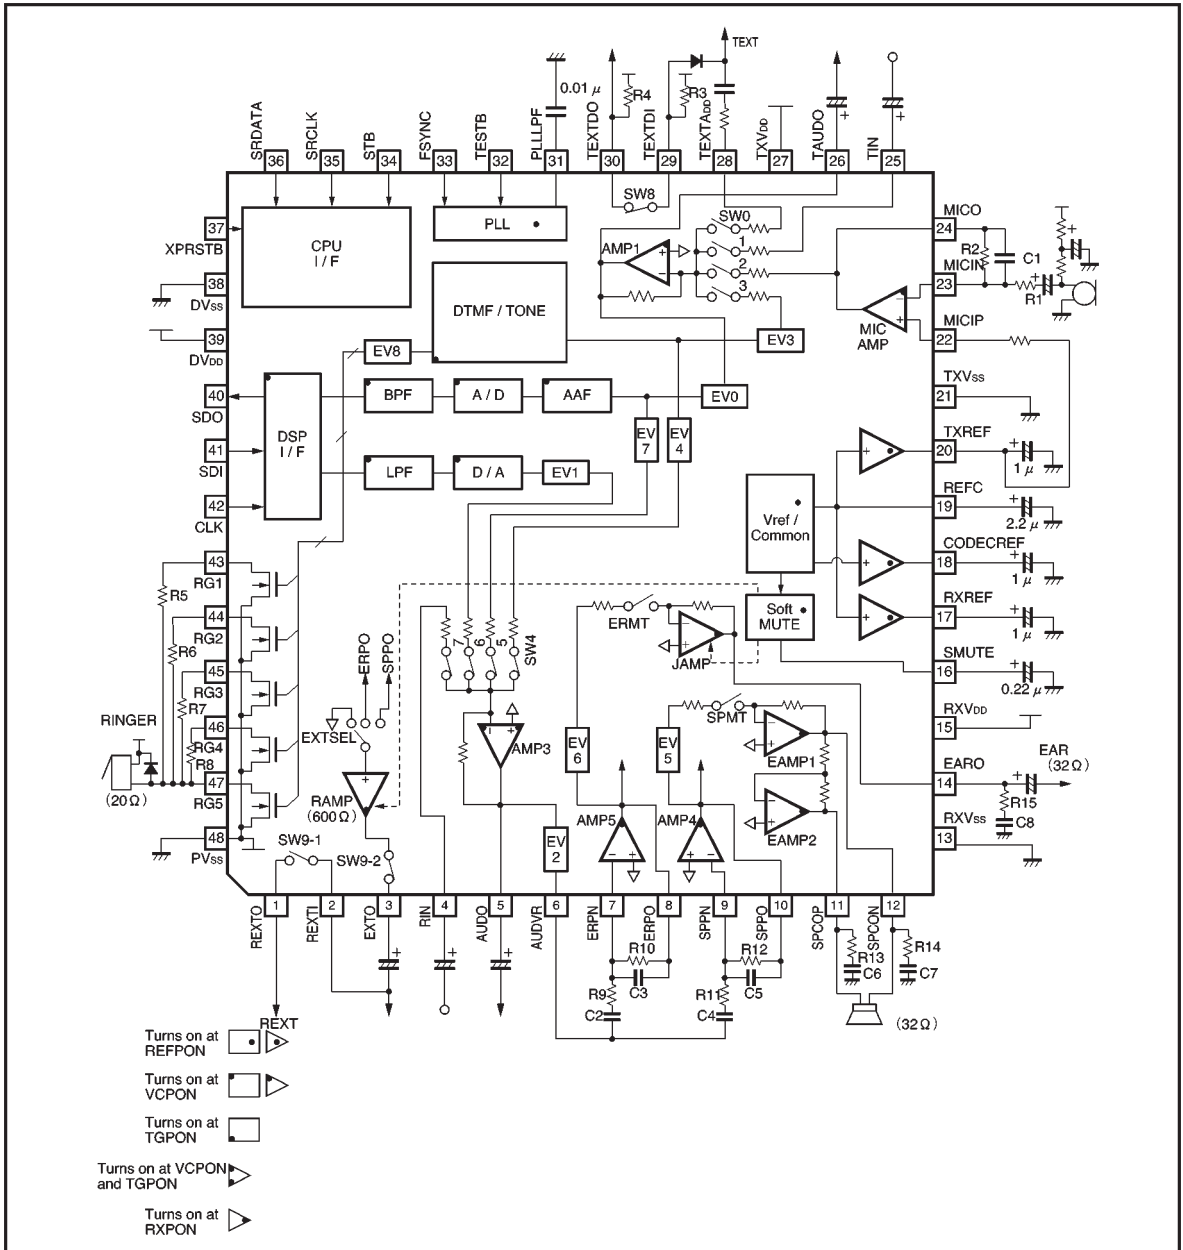 TEXT
0.01 μ
R4
R3
SRDATA
SRCLK
STB
FSYNC
TESTB
PLLLPF
TEXTDO
TEXTDI
TEXTADD
TXVDD
TAUDO
TIN
36
35
34
33
32
31
30
29
28
27
26
25
37
XPRSTB
38
DVSS
39
DVDD
40
SDO
41
SDI
42
CLK
43
RG1
44
RG2
45
RG3
46
RG4
47
RG5
48
PVSS
CPU
I / F
PLL
SW8
SW0
1
2
3
AMP1
DTMF / TONE
EV8
EV3
DSP
I / F
BPF
A / D
AAF
EV0
LPF
D / A
EV1
EV
7
EV
4
MIC
AMP
MICO
24
R2
C1
MICIN
23
R1
MICIP
22
TXVSS
21
TXREF
20
1 μ
REFC
19
2.2 μ
CODECREF
18
1 μ
RXREF
17
1 μ
SMUTE
16
0.22 μ
RXVDD
15
EARO
14
EAR
(32Ω)
R15
C8
RXVSS
13
Vref /
Common
Soft
MUTE
R5
R6
R7
R8
RINGER
(20Ω)
ERPO
SPPO
EXTSEL
RAMP
(600Ω)
SW9-1
SW9-2
7
6
5
SW4
AMP3
ERMT
JAMP
SPMT
EV
6
EV
5
EAMP1
EAMP2
AMP5
AMP4
EV
2
1
2
3
4
5
6
7
8
9
10
11
12
REXTO
REXTI
EXTO
RIN
AUDO
AUDVR
ERPN
ERPO
SPPN
SPPO
SPCOP
SPCON
R10
C3
R9
C2
R12
C5
R11
C4
R13
C6
R14
C7
(32Ω)
REXT
Turns on at
REFPON
Turns on at
VCPON
Turns on at
TGPON
Turns on at VCPON
and TGPON
Turns on at
RXPON